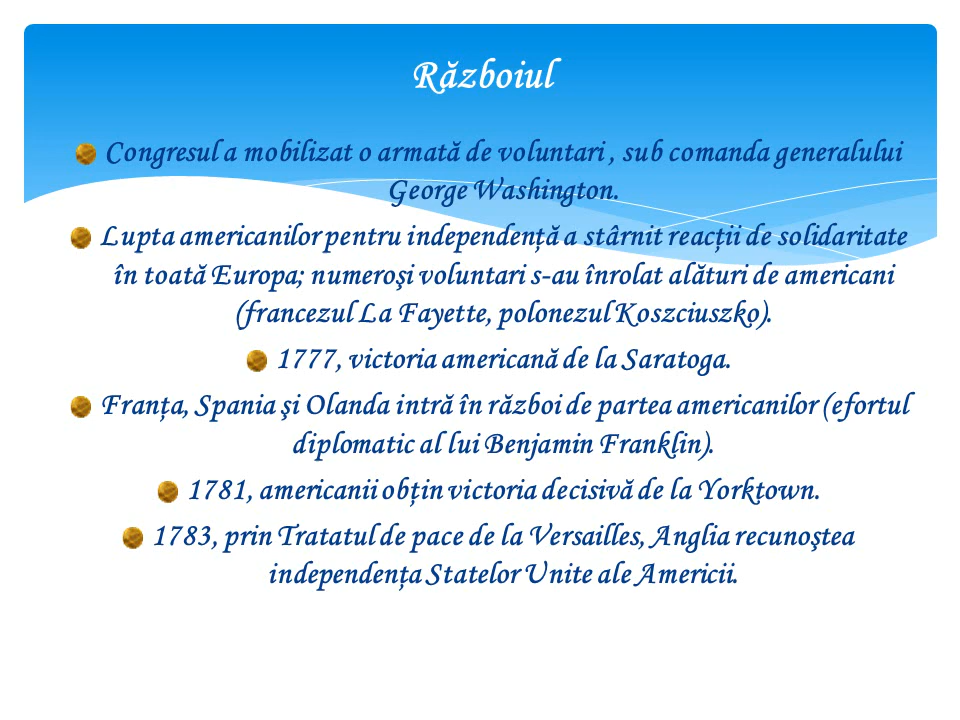 Războiul
Congresul a mobilizat o armată de voluntari , sub comanda generalului
George Washington.
Lupta americanilor pentru independență a stârnit reacții de solidaritate
în toată Europa; numeroşi voluntari s-au înrolat alături de americani
(francezul La Fayette, polonezul Koszciuszko).
1777, victoria americană de la Saratoga.
Franța, Spania şi Olanda intră în război de partea americanilor (efortul
diplomatic al lui Benjamin Franklin).
1781, americanii obțin victoria decisivă de la Yorktown.
1783, prin Tratatul de pace de la Versailles, Anglia recunoştea
independența Statelor Unite ale Americii.